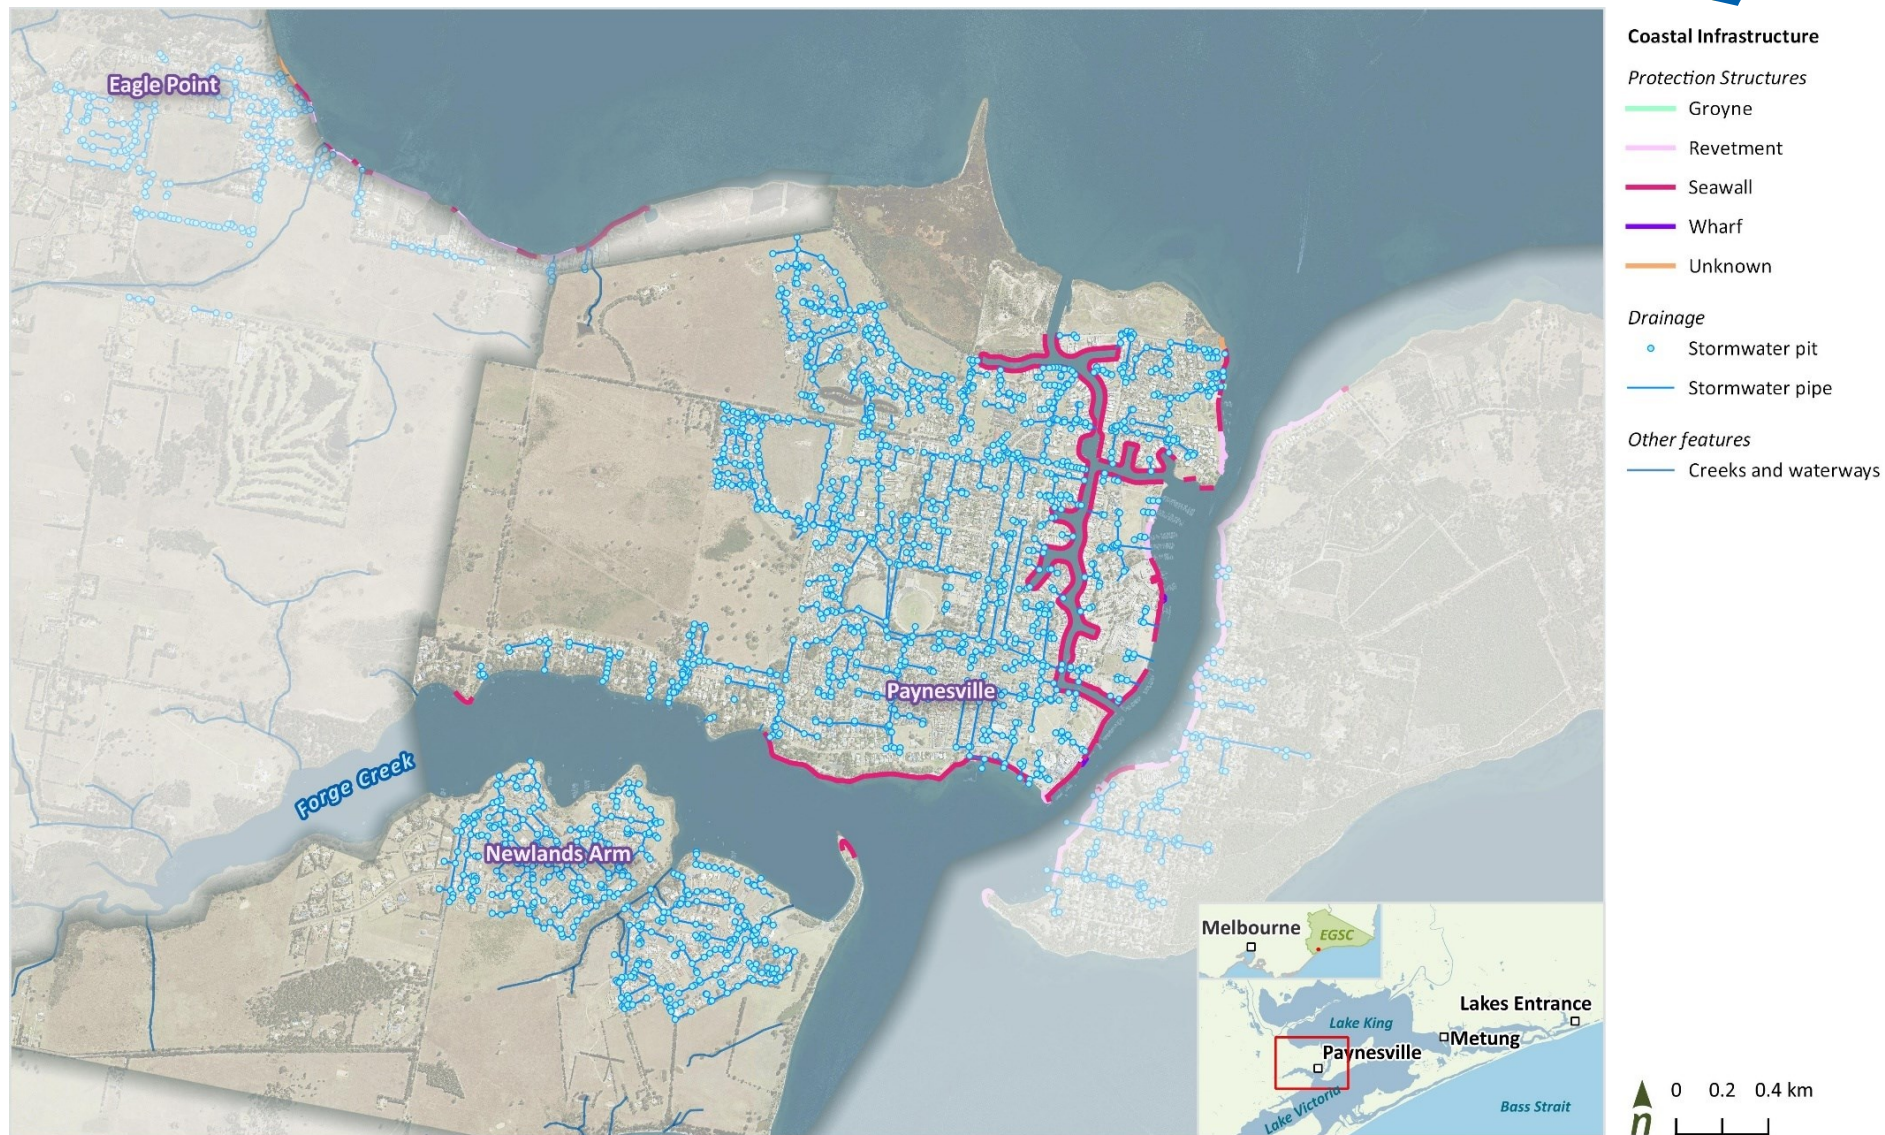 Eagle Point
Paynesville
Forge Creek
Newlands Arm
Coastal Infrastructure
Protection Structures
Groyne
Revetment
Seawall
Wharf
Unknown
Drainage
Stormwater pit
Stormwater pipe
Other features
Creeks and waterways
Melbourne
EGSC
Lakes Entrance
Lake King
Metung
Paynesville
Lake Victoria
Bass Strait
0 0.2 0.4 km
n